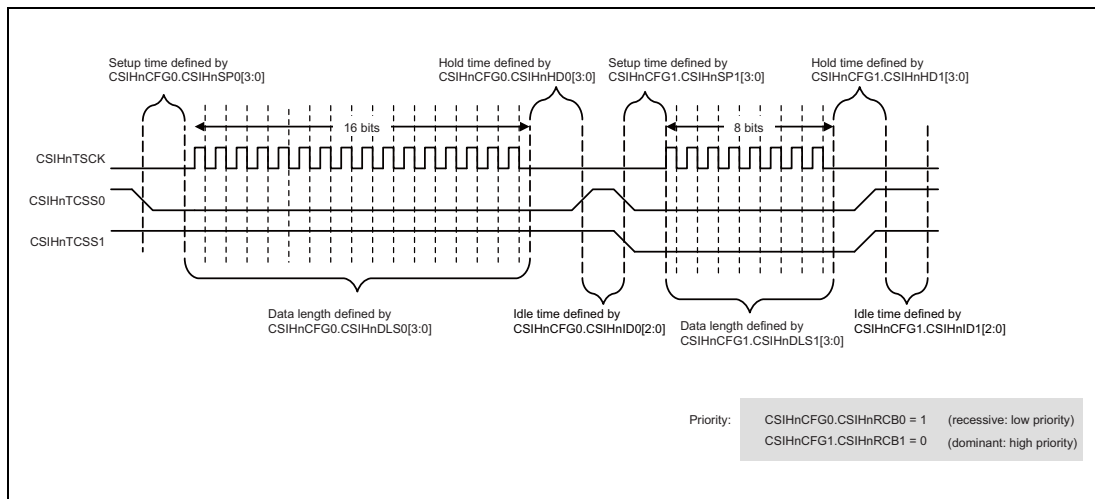 Setup time defined by
CSIHnCFG0.CSIHnSP0[3:0]
Hold time defined by
CSIHnCFG0.CSIHnHD0[3:0]
Setup time defined by
CSIHnCFG1.CSIHnSP1[3:0]
Hold time defined by
CSIHnCFG1.CSIHnHD1[3:0]
16 bits
8 bits
CSIHnTSCK
CSIHnTCSS0
CSIHnTCSS1
Data length defined by
CSIHnCFG0.CSIHnDLS0[3:0]
Idle time defined by
CSIHnCFG0.CSIHnID0[2:0]
Data length defined by
CSIHnCFG1.CSIHnDLS1[3:0]
Idle time defined by
CSIHnCFG1.CSIHnID1[2:0]
Priority: CSIHnCFG0.CSIHnRCB0 = 1 (recessive: low priority)
CSIHnCFG1.CSIHnRCB1 = 0 (dominant: high priority)